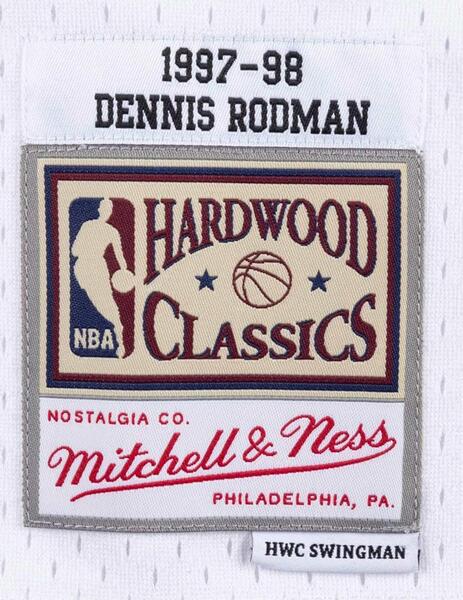 1997-98
DENNIS RODMAN
HARDWOOD
CLASSICS
NBA
NOSTALGIA CO.
Mitchell & Ness
PHILADELPHIA, PA.
HWC SWINGMAN